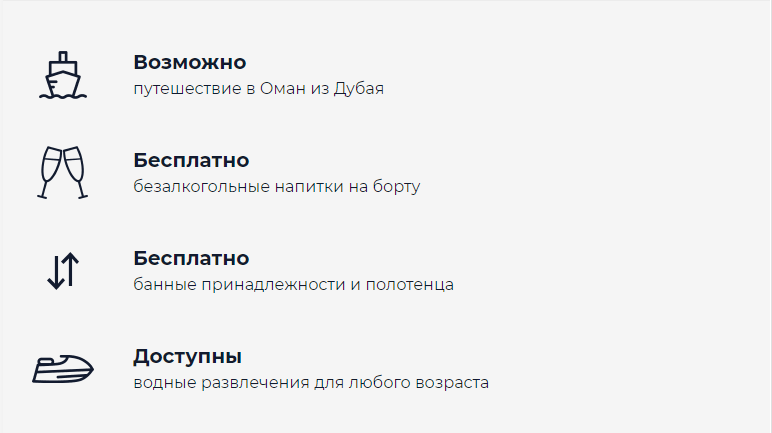 Возможно
путешествие в Оман из Дубая
Бесплатно
безалкогольные напитки на борту
Бесплатно
банные принадлежности и полотенца
Доступны
водные развлечения для любого возраста